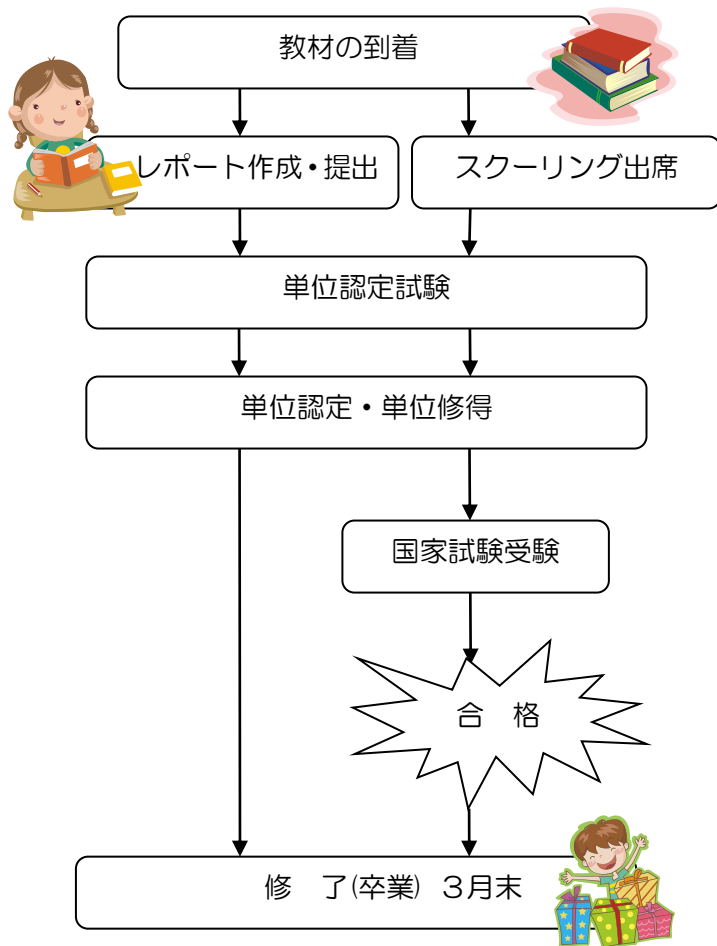 教材の到着
レポート作成・提出
スクーリング出席
単位認定試験
単位認定・単位修得
国家試験受験
合　格
修　了(卒業)　３月末